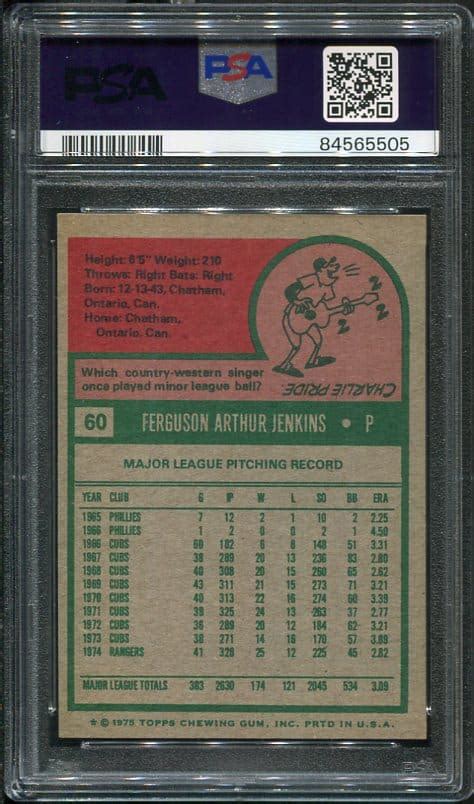 PSA
PSA
84565505
Height: 6'5" Weight: 210
Throws: Right Bats: Right
Born: 12-13-43, Chatham,
Ontario, Can.
Home: Chatham,
Ontario, Can.
Which country-western singer
once played minor league ball?
CHARLIE PRIDE.
Z
Z
Z
60 FERGUSON ARTHUR JENKINS • P
MAJOR LEAGUE PITCHING RECORD
YEAR CLUB G IP W L SO BB ERA
1965 PHILLIES 7 12 2 1 10 2 2.25
1966 PHILLIES 1 2 0 0 2 1 4.50
1966 CUBS 60 182 6 8 148 51 3.31
1967 CUBS 38 289 20 13 236 83 2.80
1968 CUBS 40 308 20 15 260 65 2.62
1969 CUBS 43 311 21 15 273 71 3.21
1970 CUBS 40 313 22 16 274 60 3.39
1971 CUBS 39 325 24 13 263 37 2.77
1972 CUBS 36 289 20 12 184 62 3.21
1973 CUBS 38 271 14 16 170 57 3.89
1974 RANGERS 41 328 25 12 225 45 2.82
MAJOR LEAGUE TOTALS 383 2630 174 121 2045 534 3.09
* © 1975 TOPPS CHEWING GUM, INC. PRTD IN U.S.A.